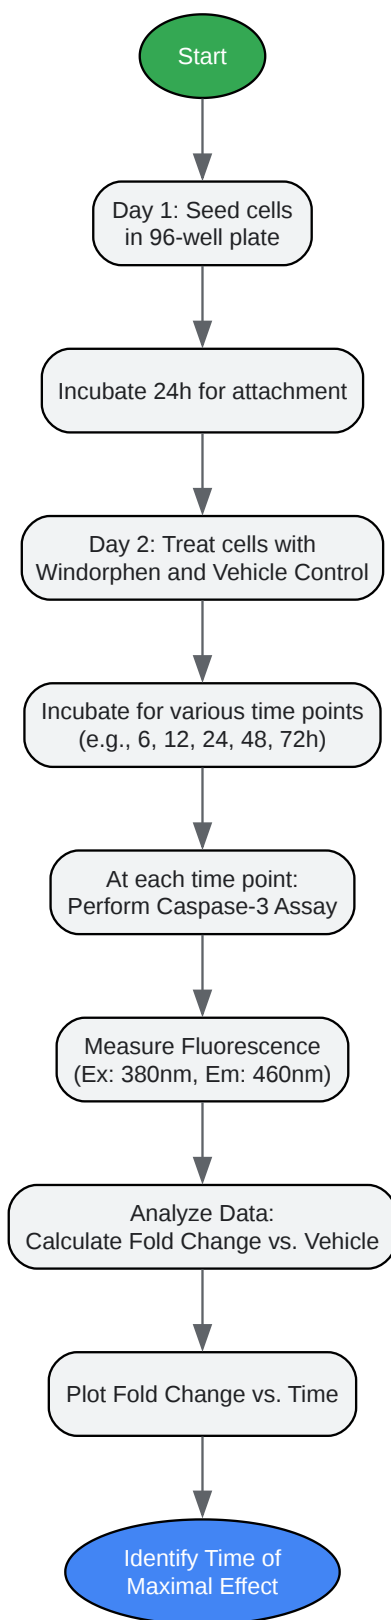 Start
Day 1: Seed cells
in 96-well plate
Incubate 24h for attachment
Day 2: Treat cells with
Windorphen and Vehicle Control
Incubate for various time points
(e.g., 6, 12, 24, 48, 72h)
At each time point:
Perform Caspase-3 Assay
Measure Fluorescence
(Ex: 380nm, Em: 460nm)
Analyze Data:
Calculate Fold Change vs. Vehicle
Plot Fold Change vs. Time
Identify Time of
Maximal Effect